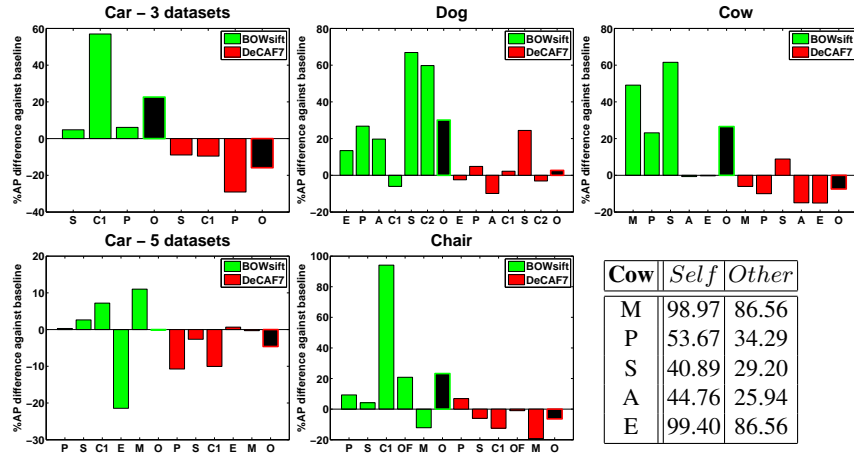 Car − 3 datasets
%AP difference against baseline
60
40
20
0
−20
−40
BOWsift
DeCAF7
S C1 P O S C1 P O
Dog
%AP difference against baseline
80
60
40
20
0
−20
BOWsift
DeCAF7
E P A C1 S C2 O E P A C1 S C2 O
Cow
%AP difference against baseline
80
60
40
20
0
−20
BOWsift
DeCAF7
M P S A E O M P S A E O
Car − 5 datasets
%AP difference against baseline
20
10
0
−10
−20
−30
BOWsift
DeCAF7
P S C1 E M O P S C1 E M O
Chair
%AP difference against baseline
100
80
60
40
20
0
−20
BOWsift
DeCAF7
P S C1 OF M O P S C1 OF M O
Cow Self Other
M 98.97 86.56
P 53.67 34.29
S 40.89 29.20
A 44.76 25.94
E 99.40 86.56